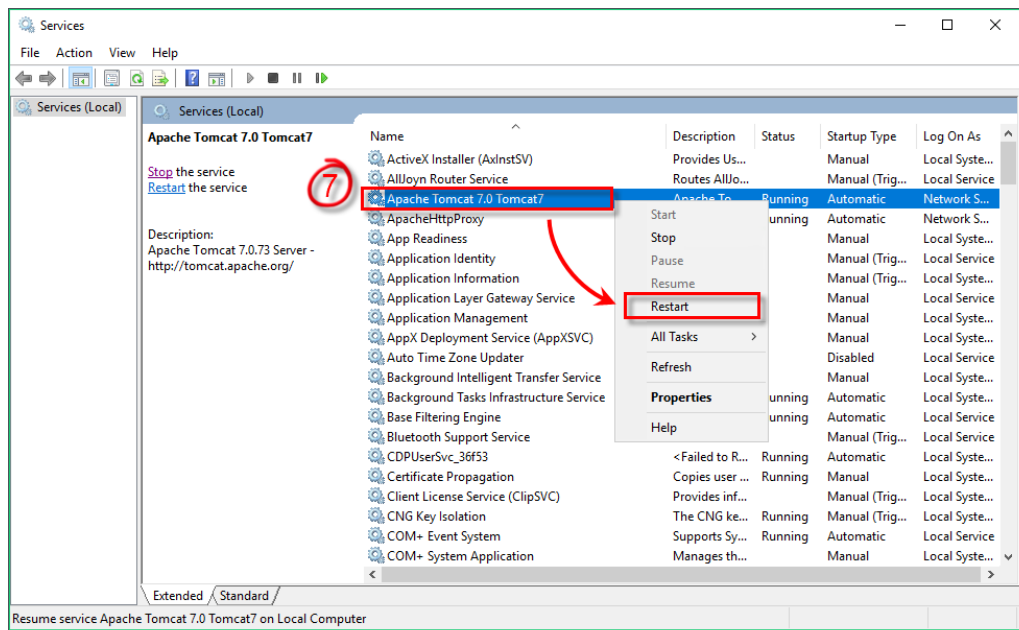 Services
File Action View Help
Services (Local)
Services (Local)
Apache Tomcat 7.0 Tomcat7
Stop the service
Restart the service
Description:
Apache Tomcat 7.0.73 Server -
http://tomcat.apache.org/
7
Name Description Status Startup Type Log On As
ActiveX Installer (AxInstSV) Provides Us... Manual Local Syste...
AllJoyn Router Service Routes AllJo... Manual (Trig... Local Service
Apache Tomcat 7.0 Tomcat7 Apache To... Running Automatic Network S...
ApacheHttpProxy unning Automatic Network S...
App Readiness Manual Local Syste...
Application Identity Manual (Trig... Local Service
Application Information Manual (Trig... Local Syste...
Application Layer Gateway Service Manual Local Service
Application Management Manual Local Syste...
AppX Deployment Service (AppXSVC) Manual Local Syste...
Auto Time Zone Updater Disabled Local Service
Background Intelligent Transfer Service Manual Local Syste...
Background Tasks Infrastructure Service unning Automatic Local Syste...
Base Filtering Engine unning Automatic Local Service
Bluetooth Support Service Manual (Trig... Local Service
CDPUserSvc_36f53 <Failed to R... Running Automatic Local Syste...
Certificate Propagation Copies user ... Running Manual Local Syste...
Client License Service (ClipSVC) Provides inf... Manual (Trig... Local Syste...
CNG Key Isolation The CNG ke... Running Manual (Trig... Local Syste...
COM+ Event System Supports Sy... Running Automatic Local Service
COM+ System Application Manages th... Manual Local Syste...
Start
Stop
Pause
Resume
Restart
All Tasks
Refresh
Properties
Help
Extended Standard
Resume service Apache Tomcat 7.0 Tomcat7 on Local Computer